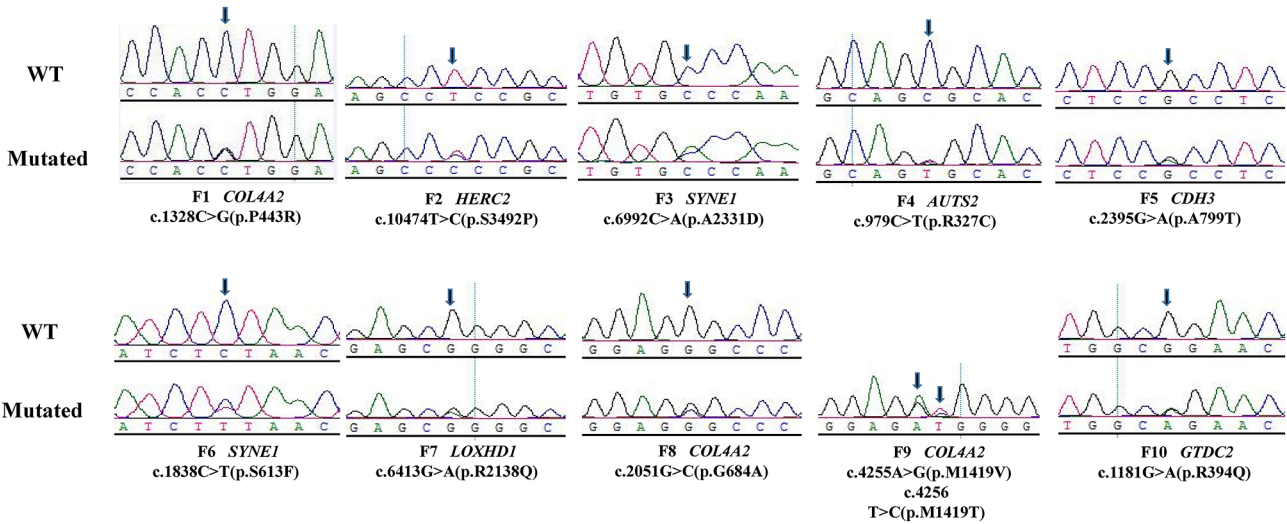 WT
C C A C C T G G A
A G C C T C C G C
T G T G C C C A A
G C A G C G C A C
C T C C G C C T C
Mutated
C C A C C T G G A
A G C C C C C G C
T G T G C C C A A
G C A G T G C A C
C T C C G C C T C
F1 COL4A2
c.1328C>G(p.P443R)
F2 HERC2
c.10474T>C(p.S3492P)
F3 SYNE1
c.6992C>A(p.A2331D)
F4 AUTS2
c.979C>T(p.R327C)
F5 CDH3
c.2395G>A(p.A799T)
WT
A T C T C T A A C
G A G C G G G G C
G G A G G G C C C
T G G C G G A A C
Mutated
A T C T T T A A C
G A G C G G G G C
G G A G G G C C C
G G A G A T G G G G
T G G C A G A A C
F6 SYNE1
c.1838C>T(p.S613F)
F7 LOXHD1
c.6413G>A(p.R2138Q)
F8 COL4A2
c.2051G>C(p.G684A)
F9 COL4A2
c.4255A>G(p.M1419V)
c.4256
T>C(p.M1419T)
F10 GTDC2
c.1181G>A(p.R394Q)